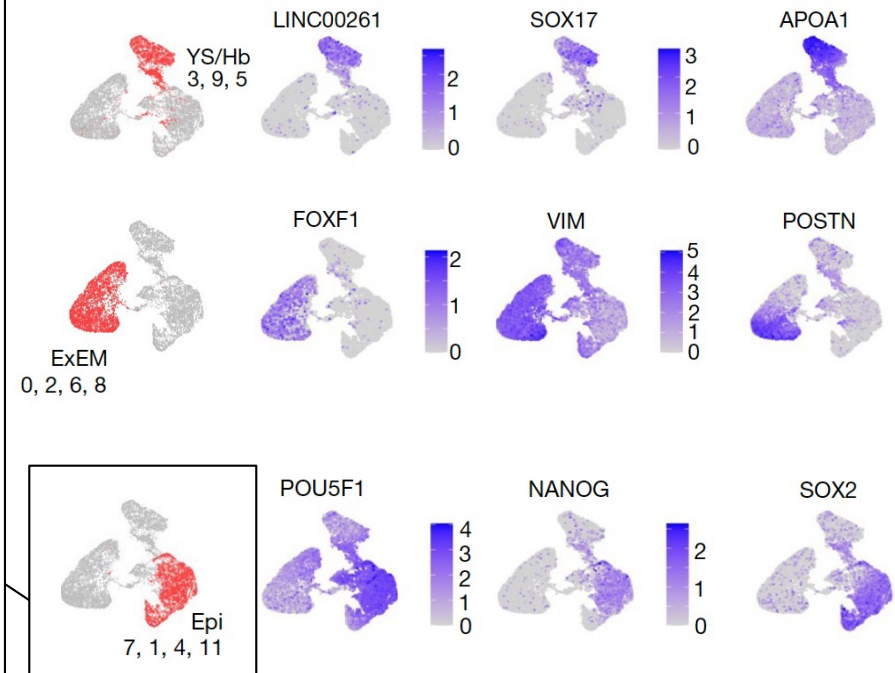 LINC00261
SOX17
APOA1
YS/Hb
3, 9, 5
2
1
0
3
2
1
0
FOXF1
VIM
POSTN
ExEM
0, 2, 6, 8
2
1
0
5
4
3
2
1
0
POU5F1
NANOG
SOX2
Epi
7, 1, 4, 11
4
3
2
1
0
2
1
0